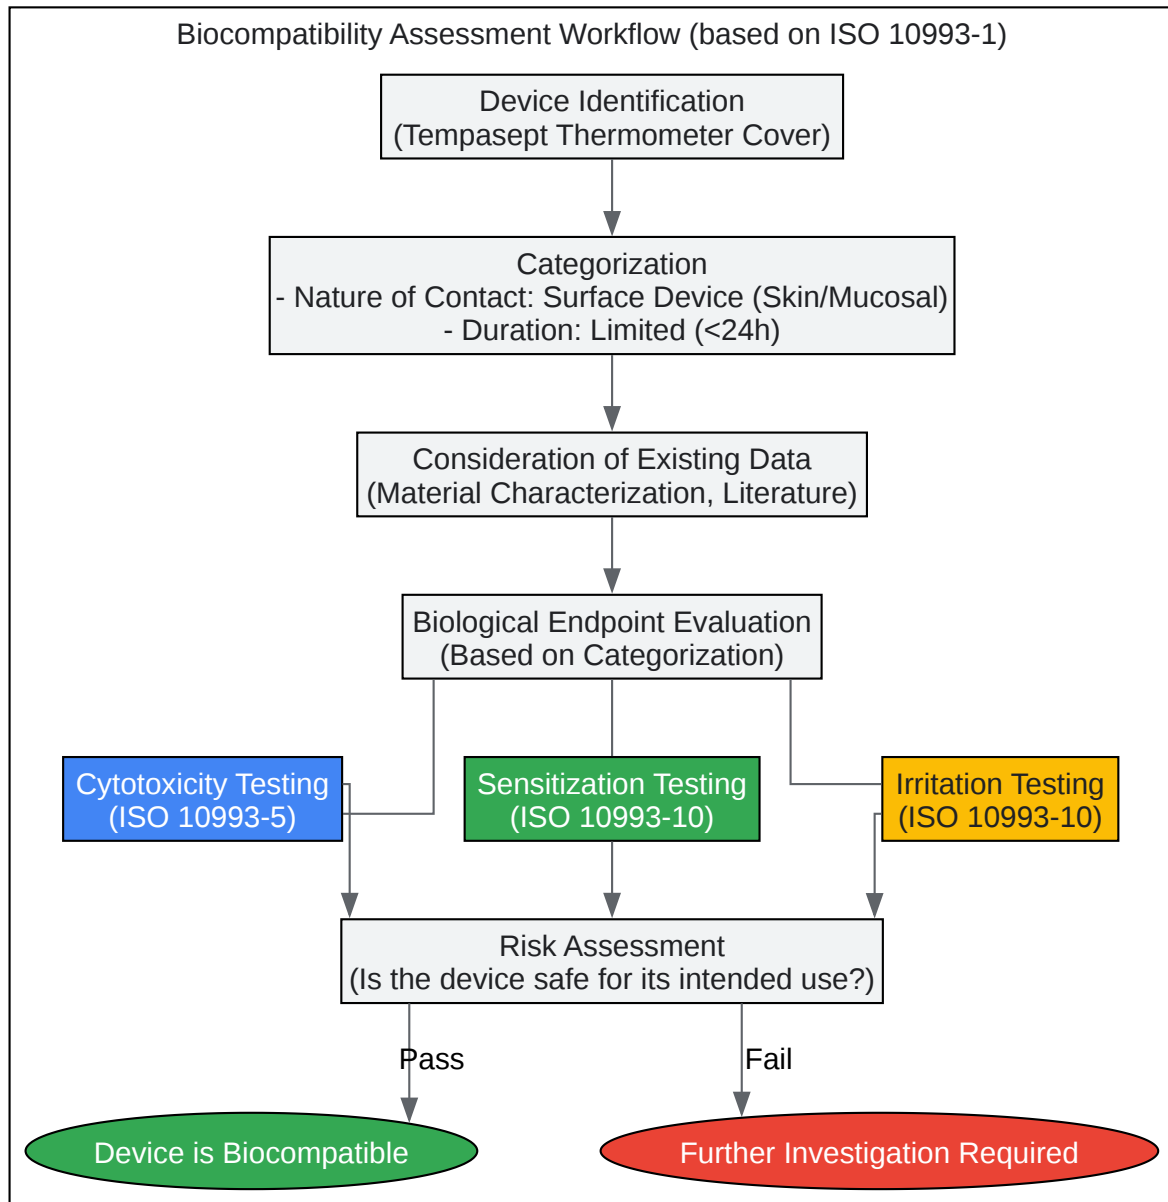 Biocompatibility Assessment Workflow (based on ISO 10993-1)
Device Identification
(Tempasept Thermometer Cover)
Categorization
- Nature of Contact: Surface Device (Skin/Mucosal)
- Duration: Limited (<24h)
Consideration of Existing Data
(Material Characterization, Literature)
Biological Endpoint Evaluation
(Based on Categorization)
Cytotoxicity Testing
(ISO 10993-5)
Sensitization Testing
(ISO 10993-10)
Irritation Testing
(ISO 10993-10)
Risk Assessment
(Is the device safe for its intended use?)
Pass
Fail
Device is Biocompatible
Further Investigation Required